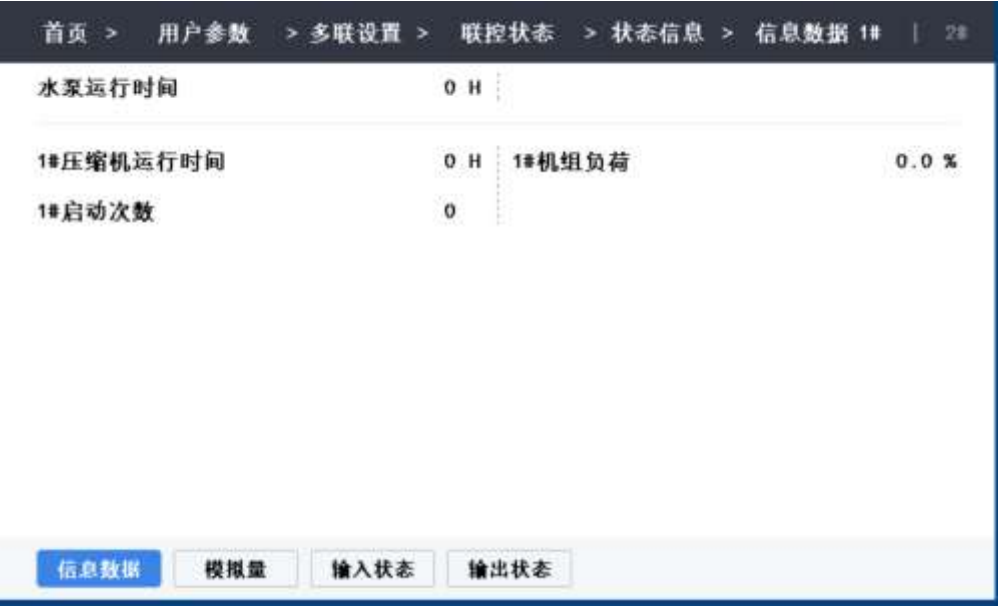 首页 > 用户参数 > 多联设置 > 联控状态 > 状态信息 > 信息数据 1# | 2#
水泵运行时间 0 H
1#压缩机运行时间 0 H 1#机组负荷 0.0 %
1#启动次数 0
信息数据 模拟量 输入状态 输出状态